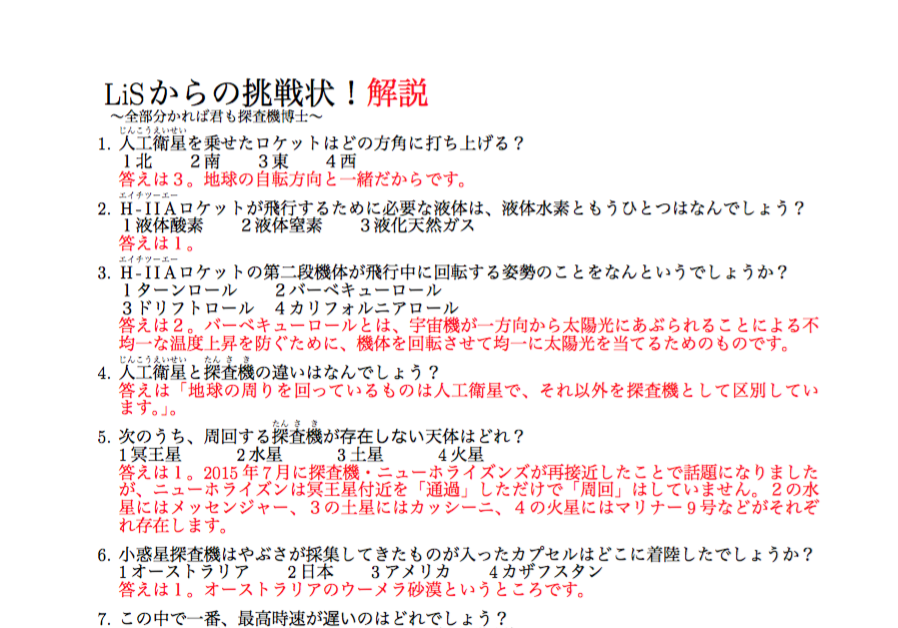 LiSからの挑戦状！解説
～全部分かれば君も探査機博士～
じんこうえいせい
1. 人工衛星を乗せたロケットはどの方角に打ち上げる？
1北 2南 3東 4西
答えは３。地球の自転方向と一緒だからです。
エイチツーエー
2. H-IIAロケットが飛行するために必要な液体は、液体水素ともうひとつはなんでしょう？
1液体酸素 2液体窒素 3液化天然ガス
答えは１。
エイチツーエー
3. H-IIAロケットの第二段機体が飛行中に回転する姿勢のことをなんというでしょうか？
1ターンロール 2バーベキューロール
3ドリフトロール 4カリフォルニアロール
答えは２。バーベキューロールとは、宇宙機が一方向から太陽光にあぶられることによる不
均一な温度上昇を防ぐために、機体を回転させて均一に太陽光を当てるためのものです。
じんこうえいせい たんさき
4. 人工衛星と探査機の違いはなんでしょう？
答えは「地球の周りを回っているものは人工衛星で、それ以外を探査機として区別してい
ます。」。
たんさき
5. 次のうち、周回する探査機が存在しない天体はどれ？
1冥王星 2水星 3土星 4火星
答えは１。2015年７月に探査機・ニューホライズンズが再接近したことで話題になりました
が、ニューホライズンは冥王星付近を「通過」しただけで「周回」はしていません。２の水
星にはメッセンジャー、３の土星にはカッシーニ、４の火星にはマリナー9号などがそれぞ
れ存在します。
6. 小惑星探査機はやぶさが採集してきたものが入ったカプセルはどこに着陸したでしょうか？
1オーストラリア 2日本 3アメリカ 4カザフスタン
答えは１。オーストラリアのウーメラ砂漠というところです。
7. この中で一番、最高時速が遅いのはどれでしょう？